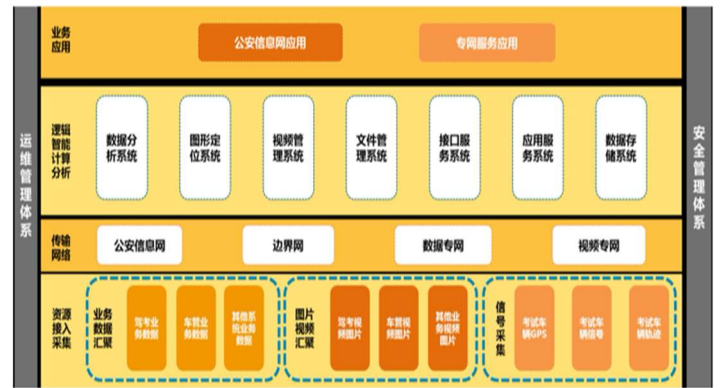 运维管理体系
业务
应用
公安信息网应用
专网服务应用
逻辑
智能
计算
分析
数据分
析系统
图形定
位系统
视频管
理系统
文件管
理系统
接口服
务系统
应用服
务系统
数据存
储系统
传输
网络
公安信息网
边界网
数据专网
视频专网
资源
接入
采集
业务
数据
汇聚
驾考业
务数据
车管业
务数据
其他系
统业务
数据
图片
视频
汇聚
驾考视
频图片
车管视
频图片
其他业
务视频
图片
信号采集
考试车
辆GPS
考试车
辆信号
考试车
辆轨迹
安全管理体系